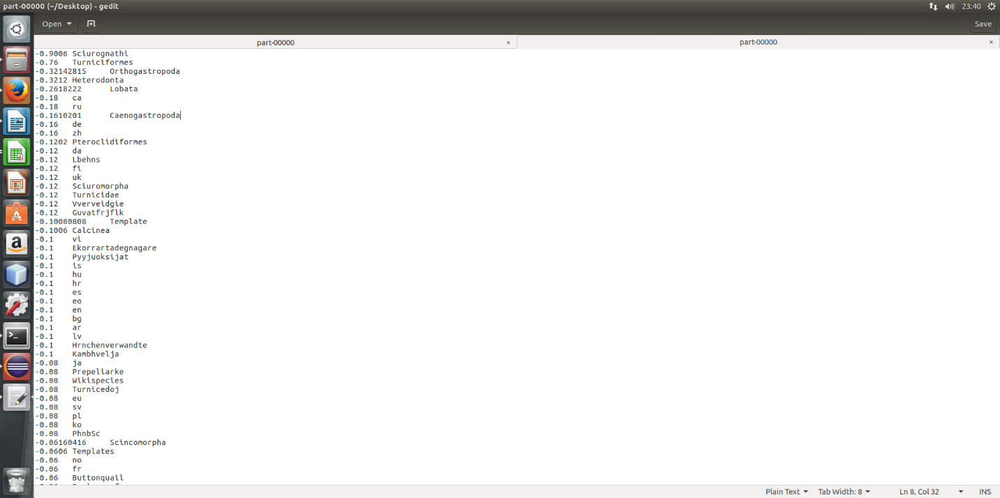 part-00000 (~/Desktop) - gedit
23:40
Open
Save
part-00000 ×
part-00000 ×
-0.9006 Sciurognathi
-0.76 Turniciformes
-0.32142815 Orthogastropoda
-0.3212 Heterodonta
-0.2618222 Lobata
-0.18 ca
-0.18 ru
-0.1610201 Caenogastropoda
-0.16 de
-0.16 zh
-0.1202 Pteroclidiformes
-0.12 da
-0.12 Lbehns
-0.12 fi
-0.12 uk
-0.12 Sciuromorpha
-0.12 Turnicidae
-0.12 Vverveidgie
-0.12 Guvatfrjflk
-0.10080808 Template
-0.1006 Calcinea
-0.1 vi
-0.1 Ekorrartadegnagare
-0.1 Pyyjuoksijat
-0.1 is
-0.1 hu
-0.1 hr
-0.1 es
-0.1 eo
-0.1 en
-0.1 bg
-0.1 ar
-0.1 lv
-0.1 Hrnchenverwandte
-0.1 Kambhvelja
-0.08 ja
-0.08 Prepeliarke
-0.08 Wikispecies
-0.08 Turnicedoj
-0.08 eu
-0.08 sv
-0.08 pl
-0.08 ko
-0.08 PhnbSc
-0.06160416 Scincomorpha
-0.0606 Templates
-0.06 no
-0.06 fr
-0.06 Buttonquail
Plain Text Tab Width: 8 Ln 8, Col 32 INS